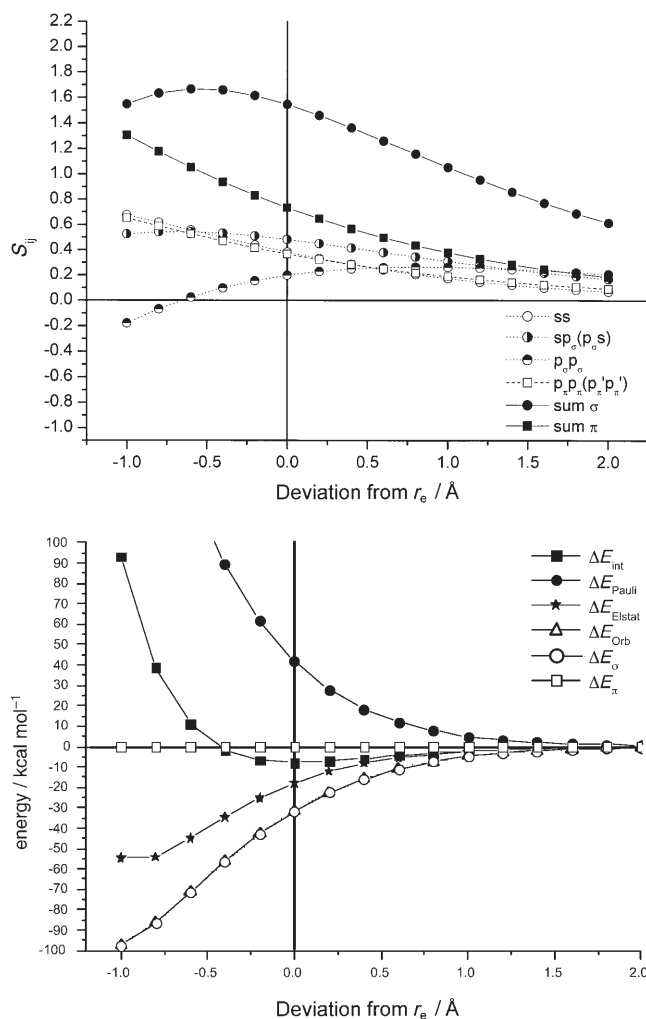 2.2
2.0
1.8
1.6
1.4
1.2
1.0
0.8
0.6
0.4
0.2
0.0
-0.2
-0.4
-0.6
-0.8
-1.0
S_ij
ss
sp_σ(p_σs)
p_σp_σ
p_πp_π(p_π'p_π')
sum σ
sum π
-1.0 -0.5 0.0 0.5 1.0 1.5 2.0
Deviation from r_e / Å
100
90
80
70
60
50
40
30
20
10
0
-10
-20
-30
-40
-50
-60
-70
-80
-90
-100
energy / kcal mol⁻¹
ΔE_int
ΔE_Pauli
ΔE_Elstat
ΔE_Orb
ΔE_σ
ΔE_π
-1.0 -0.5 0.0 0.5 1.0 1.5 2.0
Deviation from r_e / Å